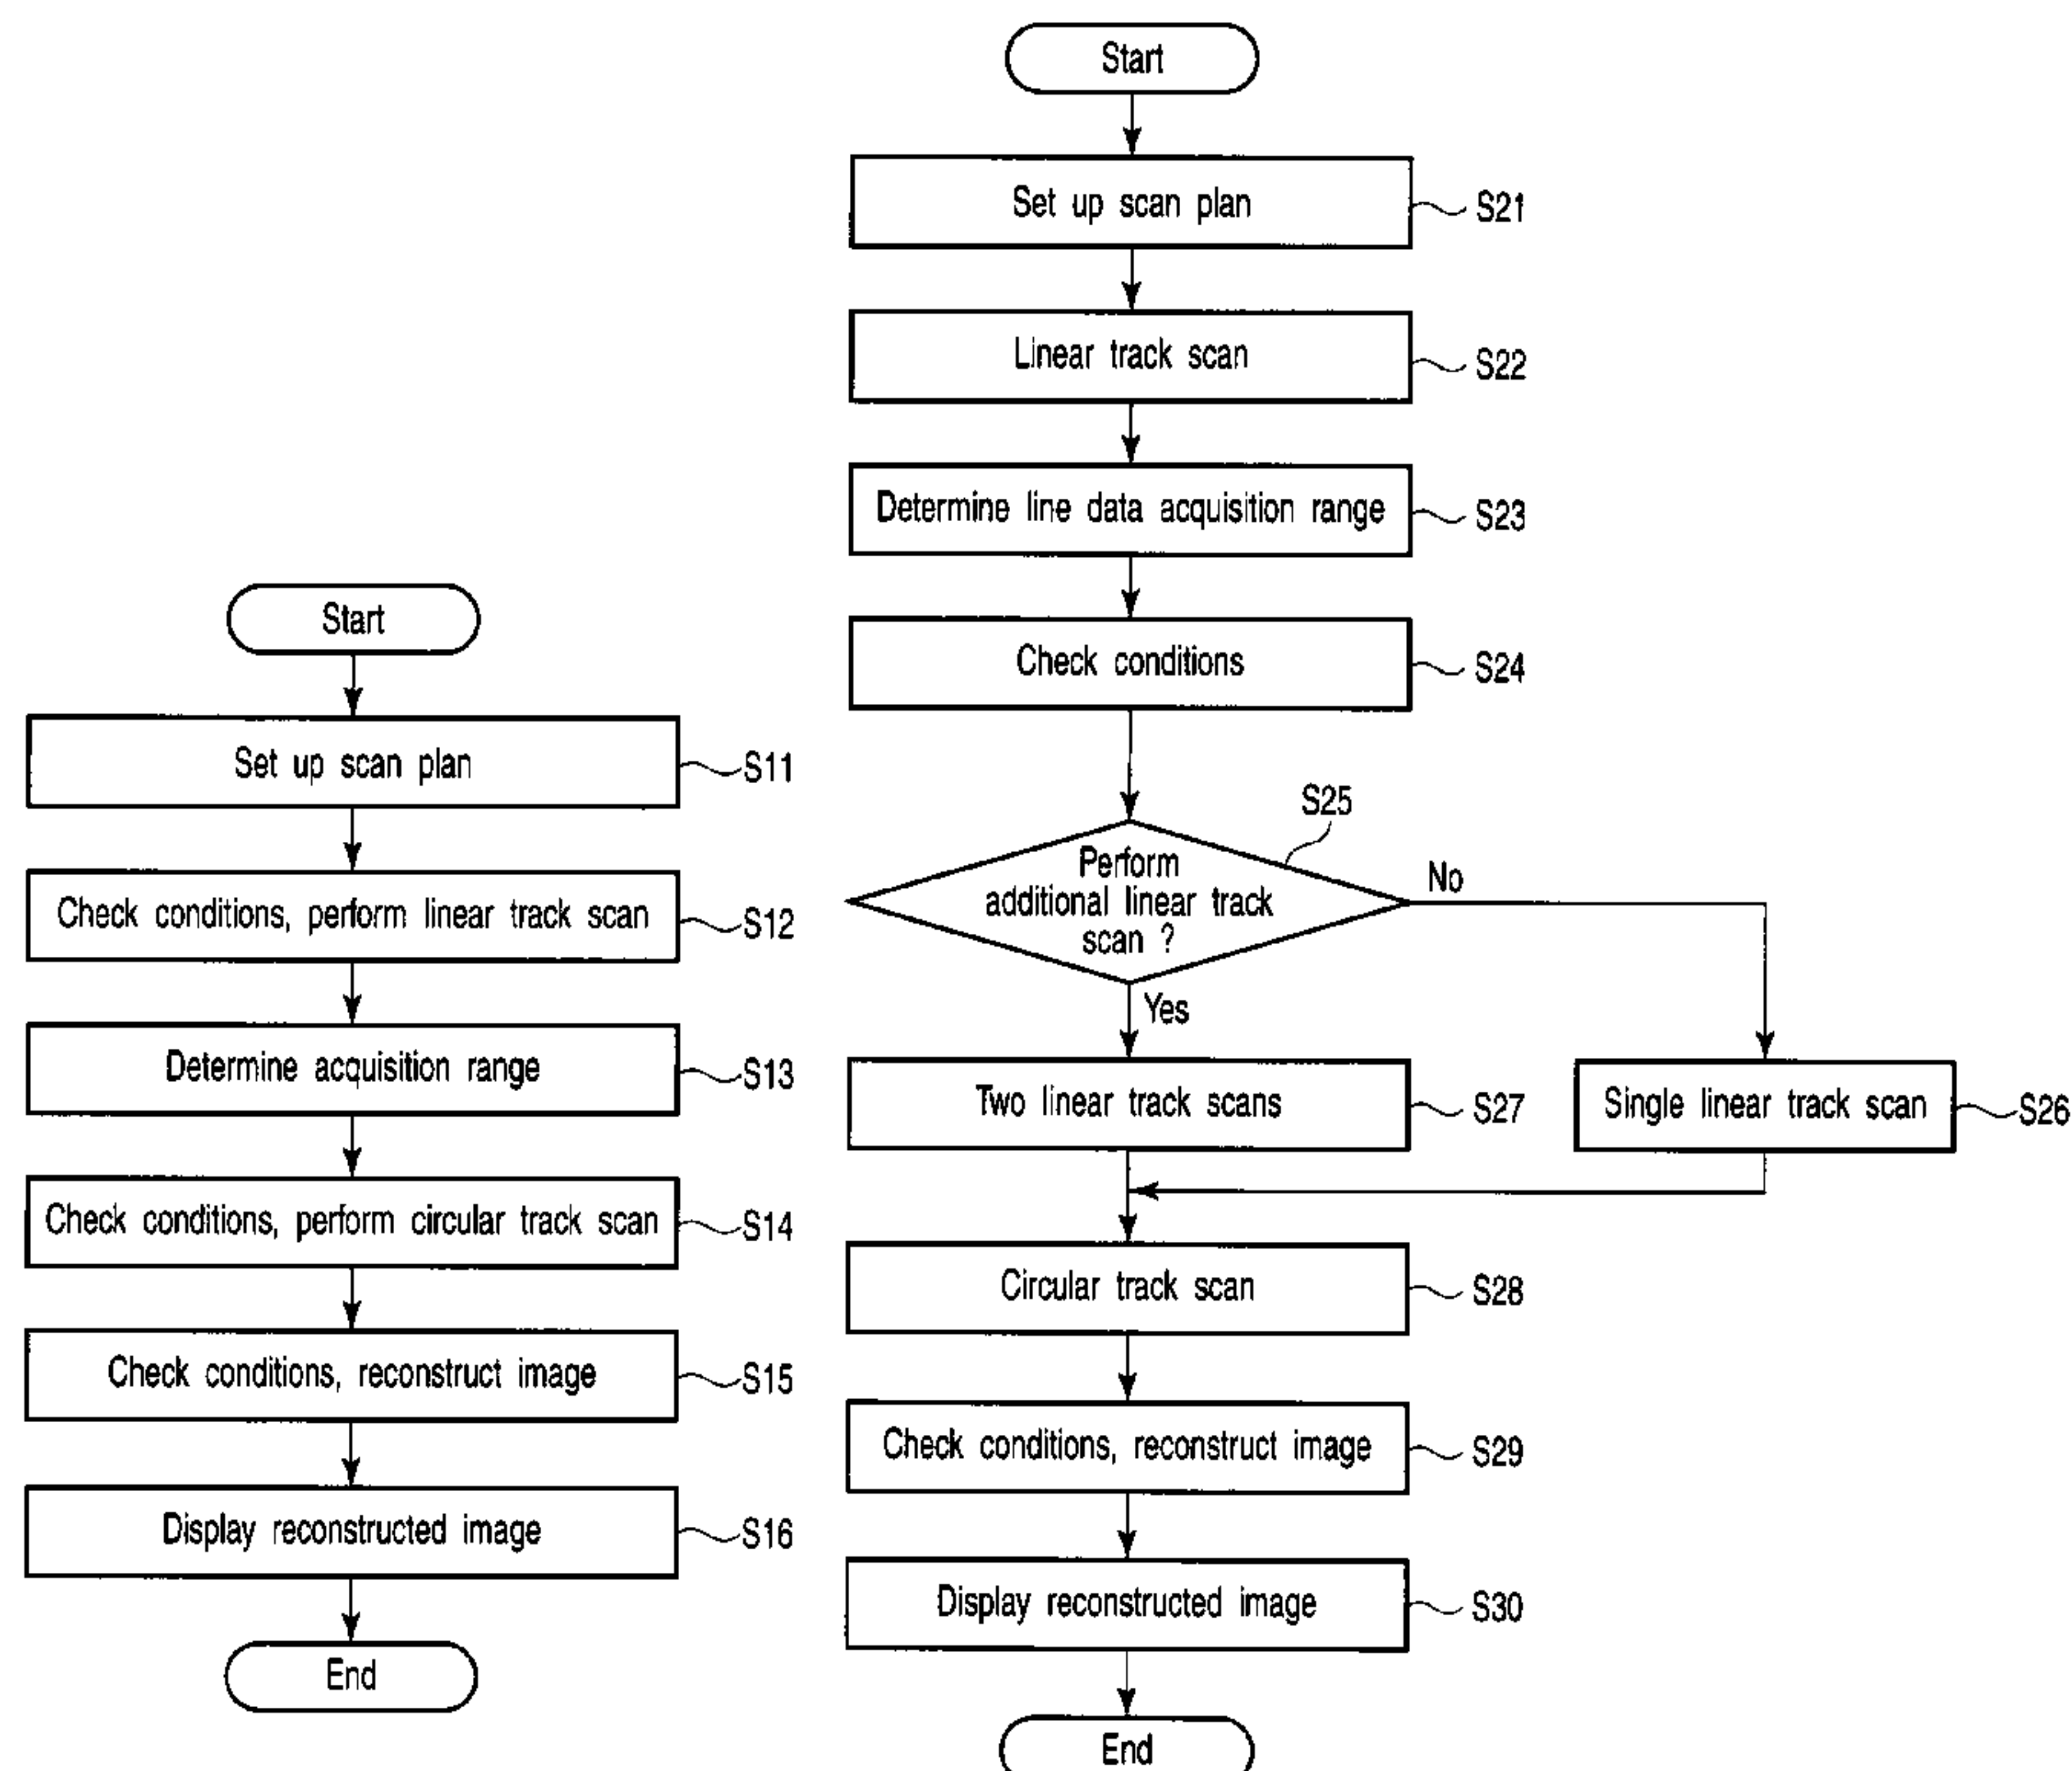 Start
Set up scan plan
S11
Check conditions, perform linear track scan
S12
Determine acquisition range
S13
Check conditions, perform circular track scan
S14
Check conditions, reconstruct image
S15
Display reconstructed image
S16
End
Start
Set up scan plan
S21
Linear track scan
S22
Determine line data acquisition range
S23
Check conditions
S24
S25
Perform
additional linear track
scan ?
No
Yes
Two linear track scans
S27
Single linear track scan
S26
Circular track scan
S28
Check conditions, reconstruct image
S29
Display reconstructed image
S30
End